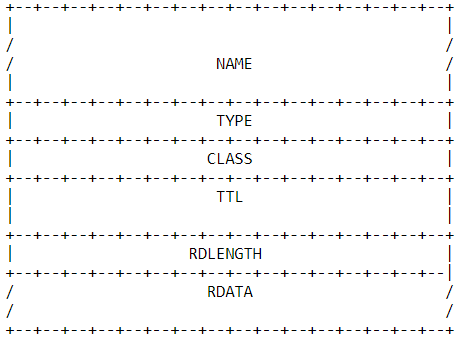 NAME
TYPE
CLASS
TTL
RDLENGTH
RDATA